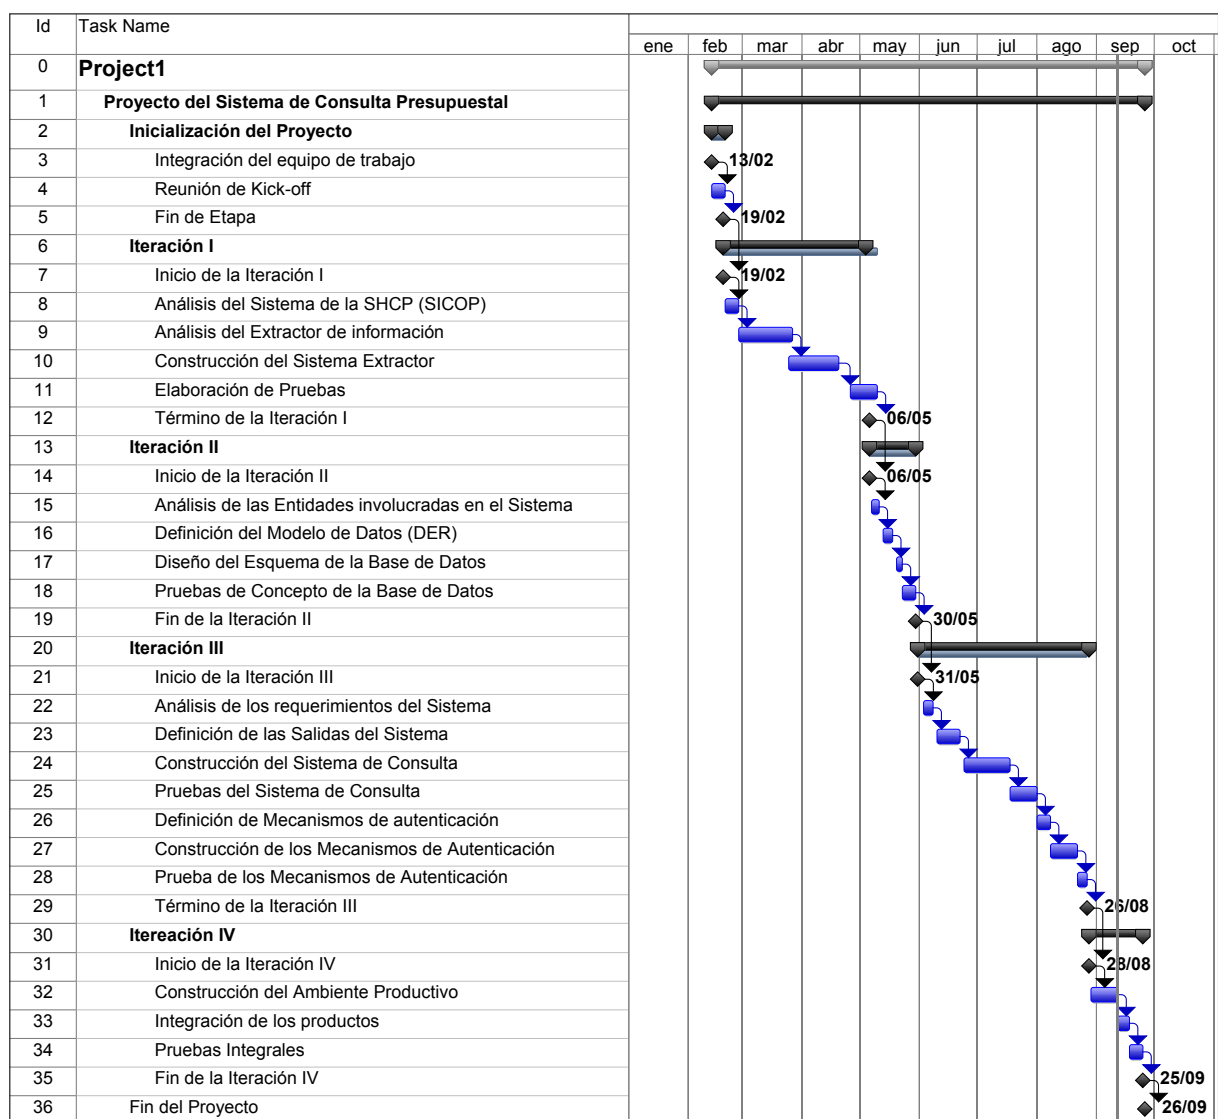 Id Task Name
ene feb mar abr may jun jul ago sep oct
0 Project1
1 Proyecto del Sistema de Consulta Presupuestal
2 Inicialización del Proyecto
3 Integración del equipo de trabajo 13/02
4 Reunión de Kick-off
5 Fin de Etapa 19/02
6 Iteración I
7 Inicio de la Iteración I 19/02
8 Análisis del Sistema de la SHCP (SICOP)
9 Análisis del Extractor de información
10 Construcción del Sistema Extractor
11 Elaboración de Pruebas
12 Término de la Iteración I 06/05
13 Iteración II
14 Inicio de la Iteración II 06/05
15 Análisis de las Entidades involucradas en el Sistema
16 Definición del Modelo de Datos (DER)
17 Diseño del Esquema de la Base de Datos
18 Pruebas de Concepto de la Base de Datos
19 Fin de la Iteración II 30/05
20 Iteración III
21 Inicio de la Iteración III 31/05
22 Análisis de los requerimientos del Sistema
23 Definición de las Salidas del Sistema
24 Construcción del Sistema de Consulta
25 Pruebas del Sistema de Consulta
26 Definición de Mecanismos de autenticación
27 Construcción de los Mecanismos de Autenticación
28 Prueba de los Mecanismos de Autenticación
29 Término de la Iteración III 26/08
30 Itereación IV
31 Inicio de la Iteración IV 28/08
32 Construcción del Ambiente Productivo
33 Integración de los productos
34 Pruebas Integrales
35 Fin de la Iteración IV 25/09
36 Fin del Proyecto 26/09